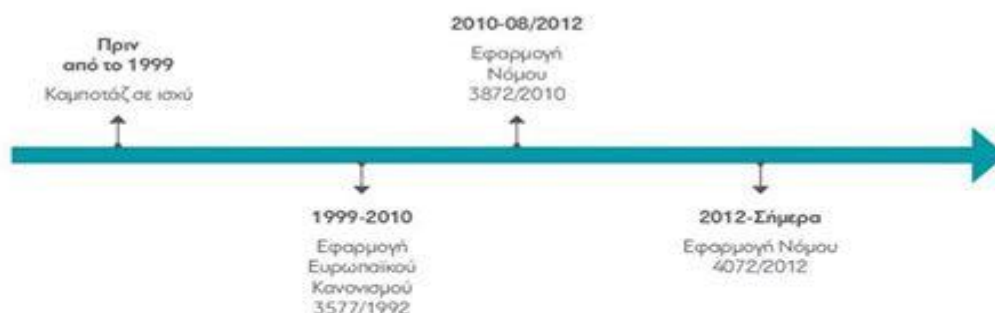 Πριν
από το 1999
Καμποτάζ σε ισχύ
1999-2010
Εφαρμογή
Ευρωπαϊκού
Κανονισμού
3577/1992
2010-08/2012
Εφαρμογή
Νόμου
3872/2010
2012-Σήμερα
Εφαρμογή Νόμου
4072/2012